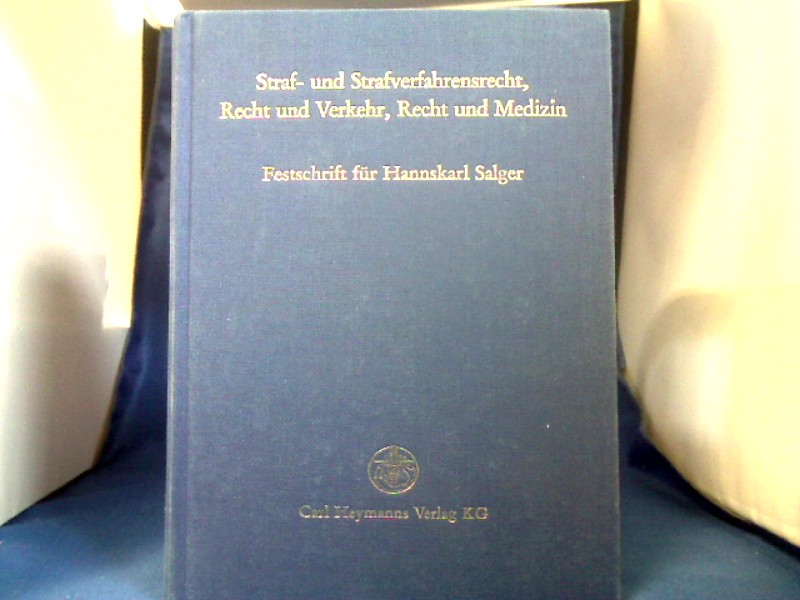 Straf- und Strafverfahrensrecht,
Recht und Verkehr, Recht und Medizin
Festschrift für Hannskarl Salger
Carl Heymanns Verlag KG